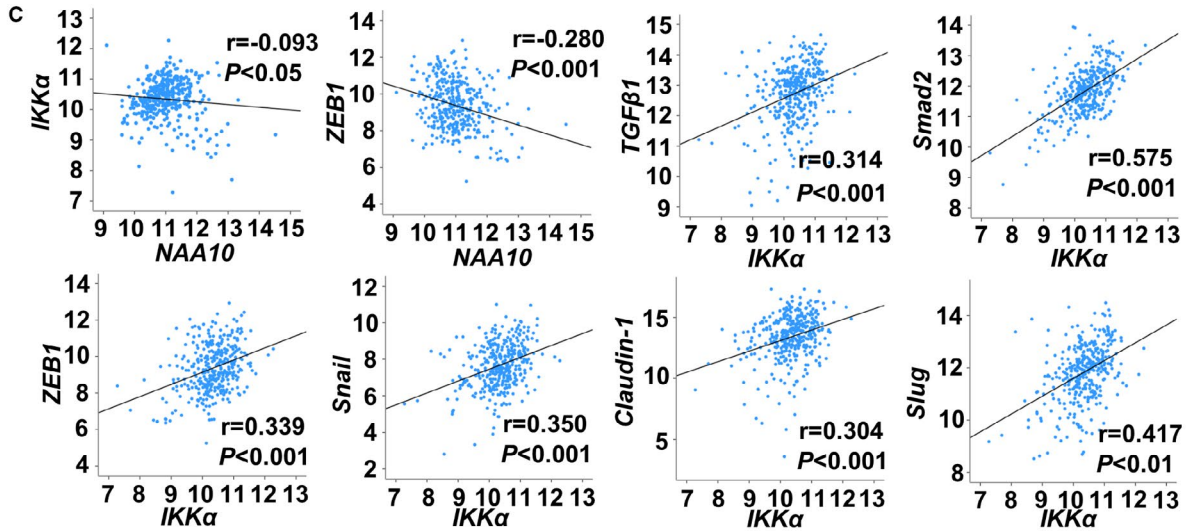 C
13
12
11
10
9
8
7
IKKα
r=-0.093
P<0.05
9 10 11 12 13 14 15
NAA10
14
12
10
8
6
4
ZEB1
r=-0.280
P<0.001
9 10 11 12 13 14 15
NAA10
15
14
13
12
11
10
9
TGFβ1
r=0.314
P<0.001
7 8 9 10 11 12 13
IKKα
14
13
12
11
10
9
8
Smad2
r=0.575
P<0.001
7 8 9 10 11 12 13
IKKα
14
12
10
8
6
4
ZEB1
r=0.339
P<0.001
7 8 9 10 11 12 13
IKKα
12
10
8
6
4
2
Snail
r=0.350
P<0.001
7 8 9 10 11 12 13
IKKα
15
10
5
Claudin-1
r=0.304
P<0.001
7 8 9 10 11 12 13
IKKα
14
12
10
8
Slug
r=0.417
P<0.01
7 8 9 10 11 12 13
IKKα